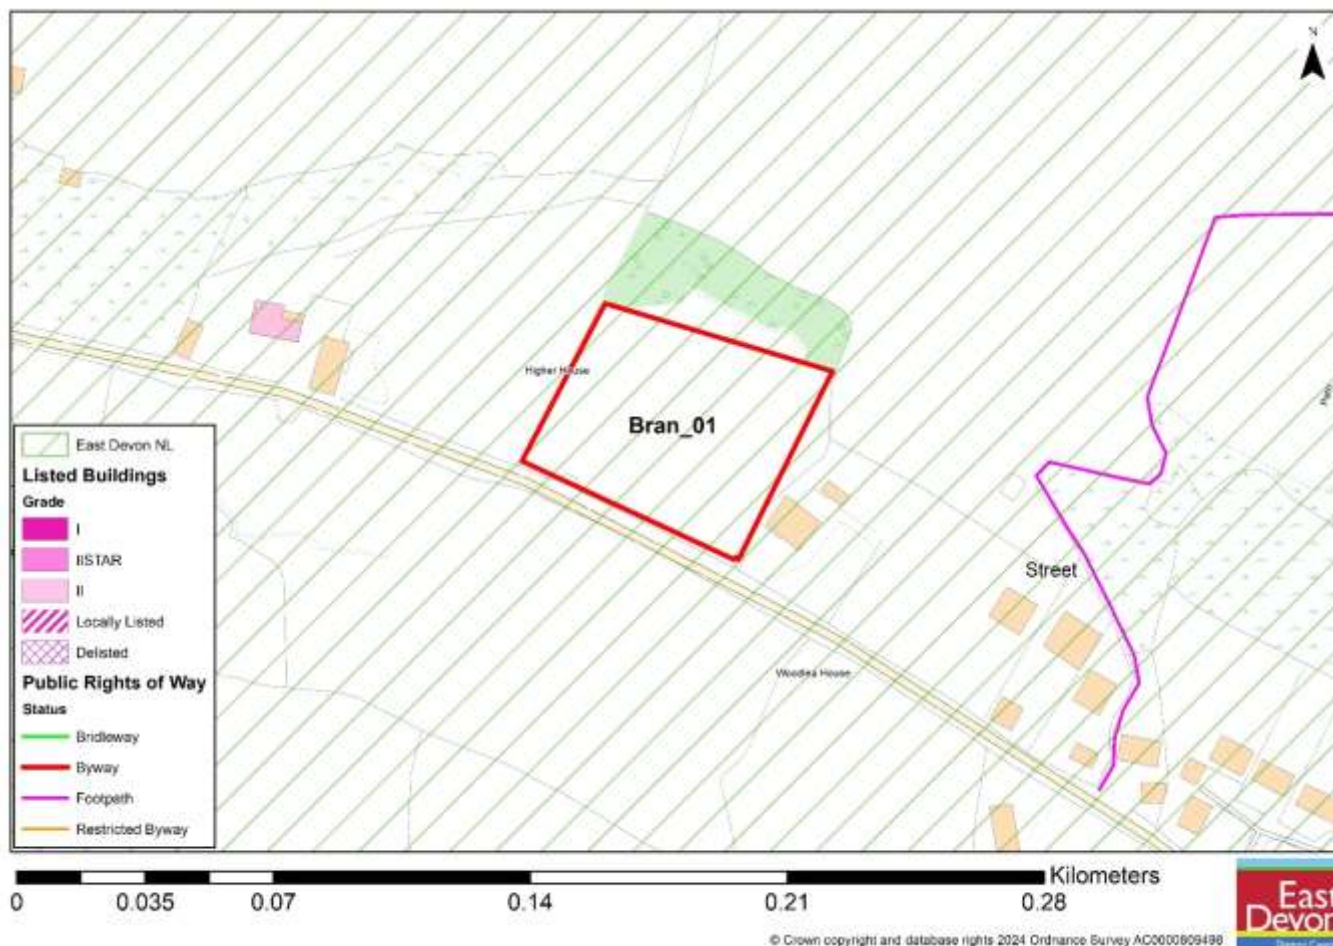 N
Higher House
Bran_01
Street
Woodlea House
East Devon NL
Listed Buildings
Grade
I
IISTAR
II
Locally Listed
Delisted
Public Rights of Way
Status
Bridleway
Byway
Footpath
Restricted Byway
Kilometers
0 0.035 0.07 0.14 0.21 0.28
East
Devon
© Crown copyright and database rights 2024 Ordnance Survey AC0000809498